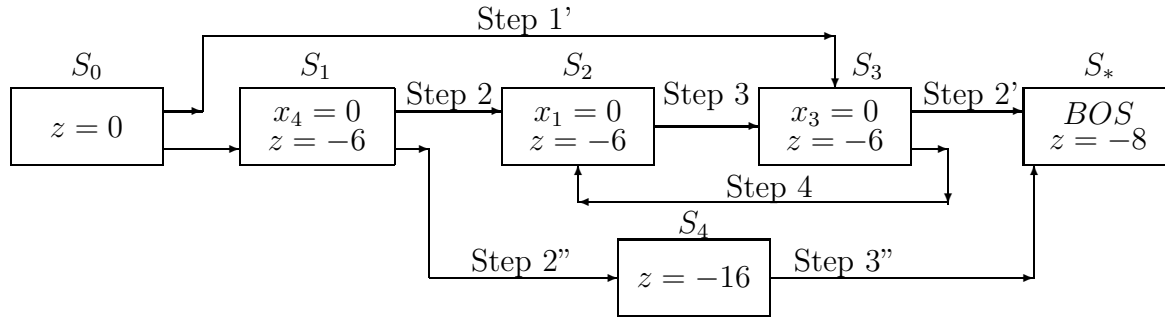 Step 1'
S_0
S_1
S_2
S_3
S_*
z = 0
x_4 = 0
z = −6
Step 2
x_1 = 0
z = −6
Step 3
x_3 = 0
z = −6
Step 2'
BOS
z = −8
Step 4
S_4
Step 2"
z = −16
Step 3"